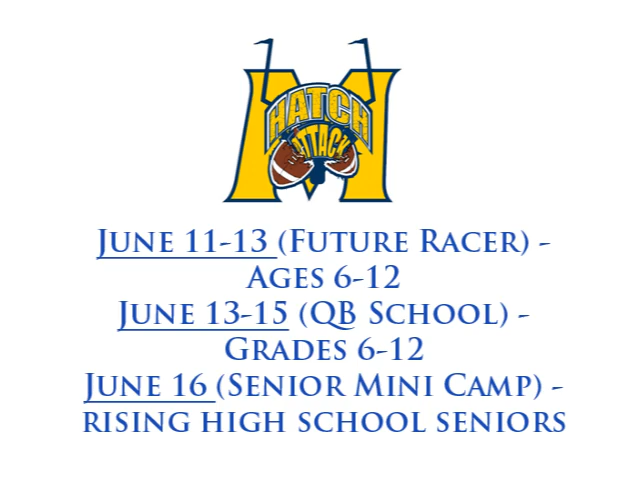 HATCH
ATTACK
JUNE 11-13 (FUTURE RACER) -
AGES 6-12
JUNE 13-15 (QB SCHOOL) -
GRADES 6-12
JUNE 16 (SENIOR MINI CAMP) -
RISING HIGH SCHOOL SENIORS